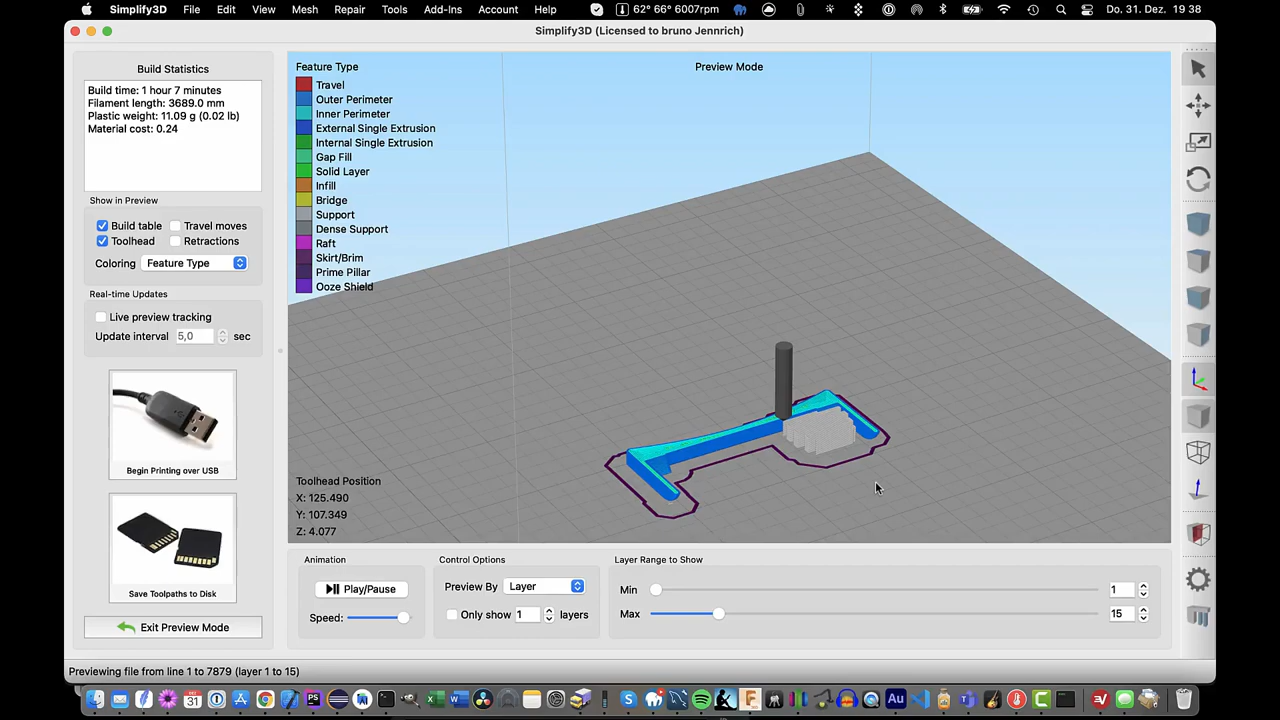 Simplify3D File Edit View Mesh Repair Tools Add-Ins Account Help 62° 66° 6007rpm Do. 31. Dez. 19 38
Simplify3D (Licensed to bruno Jennrich)
Build Statistics
Build time: 1 hour 7 minutes
Filament length: 3689.0 mm
Plastic weight: 11.09 g (0.02 lb)
Material cost: 0.24
Show in Preview
Build table Travel moves
Toolhead Retractions
Coloring Feature Type
Real-time Updates
Live preview tracking
Update interval 5,0 sec
Begin Printing over USB
Save Toolpaths to Disk
Exit Preview Mode
Feature Type
Travel
Outer Perimeter
Inner Perimeter
External Single Extrusion
Internal Single Extrusion
Gap Fill
Solid Layer
Infill
Bridge
Support
Dense Support
Raft
Skirt/Brim
Prime Pillar
Ooze Shield
Preview Mode
Toolhead Position
X: 125.490
Y: 107.349
Z: 4.077
Animation
Play/Pause
Speed:
Control Options
Preview By Layer
Only show 1 layers
Layer Range to Show
Min 1
Max 15
Previewing file from line 1 to 7879 (layer 1 to 15)